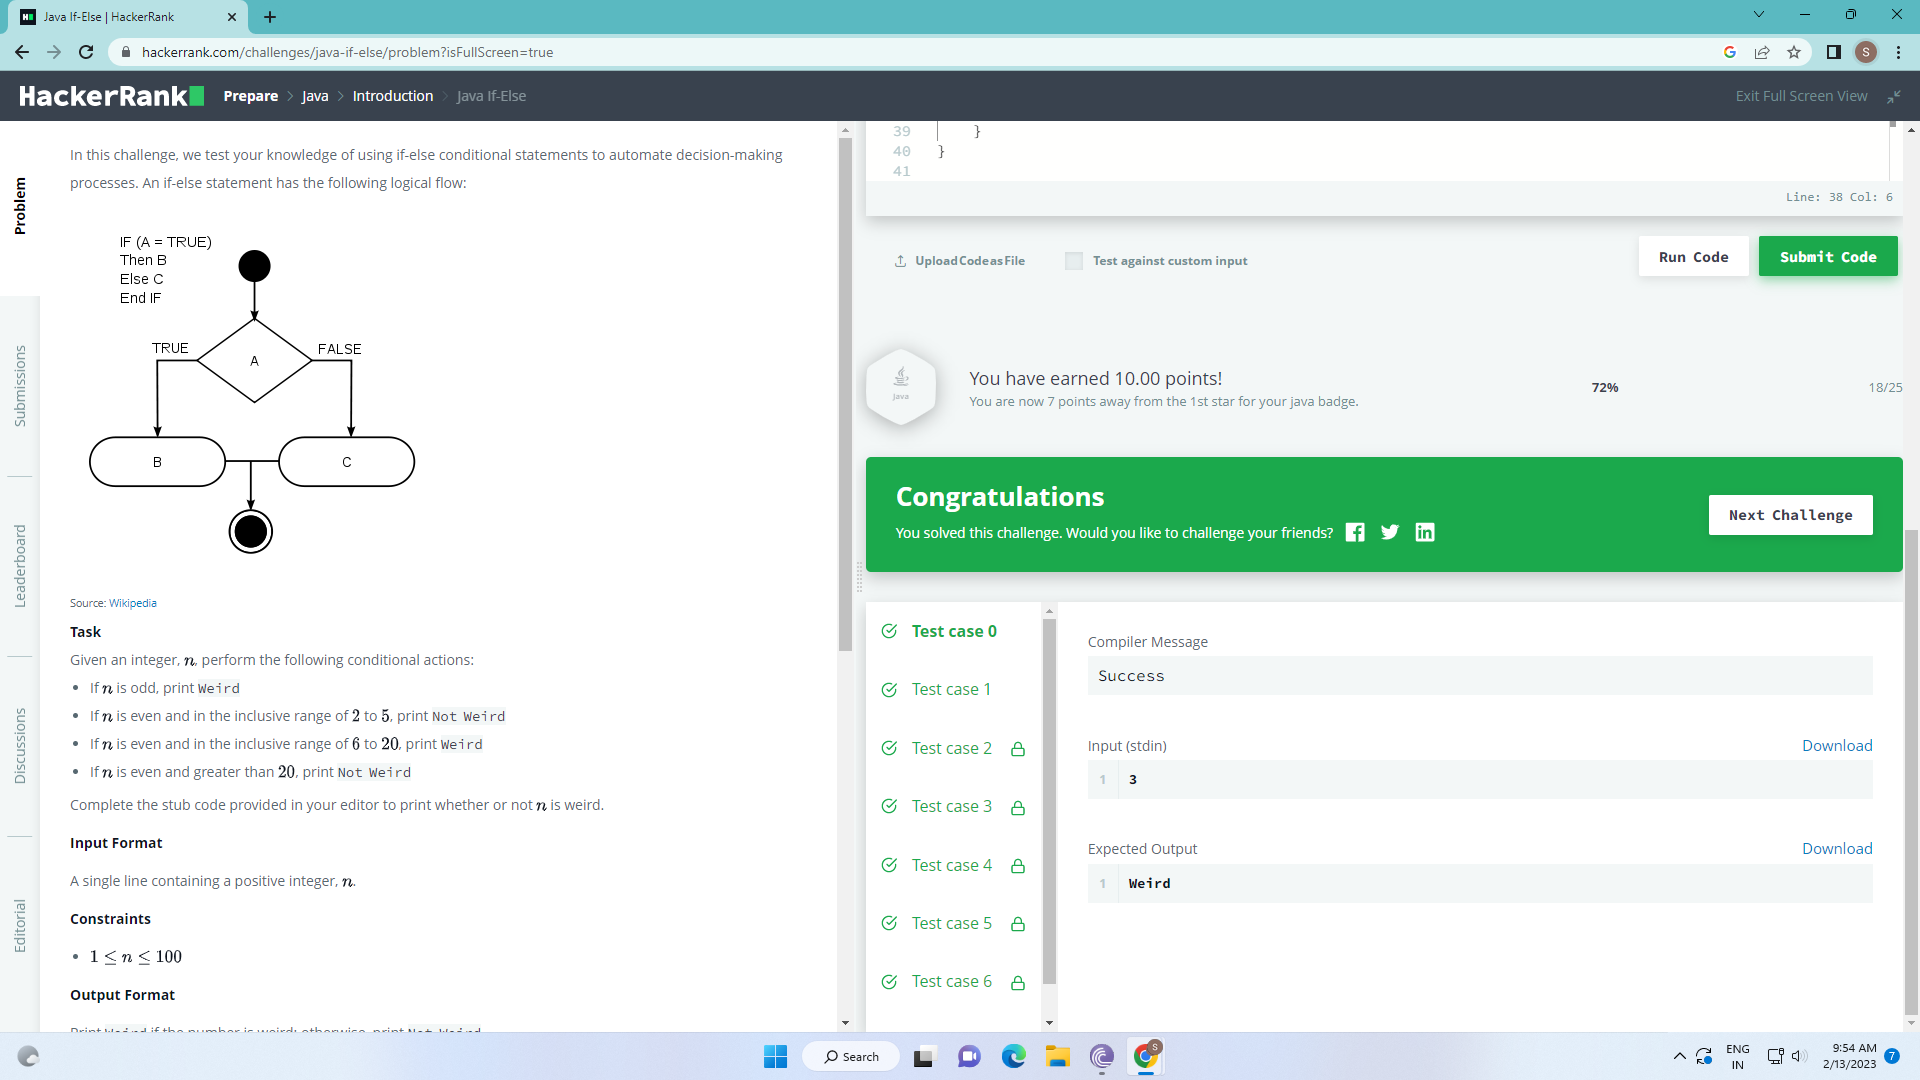 Java If-Else | HackerRank
hackerrank.com/challenges/java-if-else/problem?isFullScreen=true
S
HackerRank
Prepare > Java > Introduction > Java If-Else
Exit Full Screen View
Problem
Submissions
Leaderboard
Discussions
Editorial
In this challenge, we test your knowledge of using if-else conditional statements to automate decision-making
processes. An if-else statement has the following logical flow:
IF (A = TRUE)
Then B
Else C
End IF
TRUE
A
FALSE
B
C
Source: Wikipedia
Task
Given an integer, n, perform the following conditional actions:
• If n is odd, print Weird
• If n is even and in the inclusive range of 2 to 5, print Not Weird
• If n is even and in the inclusive range of 6 to 20, print Weird
• If n is even and greater than 20, print Not Weird
Complete the stub code provided in your editor to print whether or not n is weird.
Input Format
A single line containing a positive integer, n.
Constraints
• 1 ≤ n ≤ 100
Output Format
Print Weird if the number is weird; otherwise, print Not Weird
39 }
40 }
41
Line: 38 Col: 6
Upload Code as File
Test against custom input
Run Code
Submit Code
Java
You have earned 10.00 points!
You are now 7 points away from the 1st star for your java badge.
72%
18/25
Congratulations
You solved this challenge. Would you like to challenge your friends?
Next Challenge
Test case 0
Test case 1
Test case 2
Test case 3
Test case 4
Test case 5
Test case 6
Compiler Message
Success
Input (stdin)
Download
1 3
Expected Output
Download
1 Weird
Search
S
ENG
IN
9:54 AM
2/13/2023
7